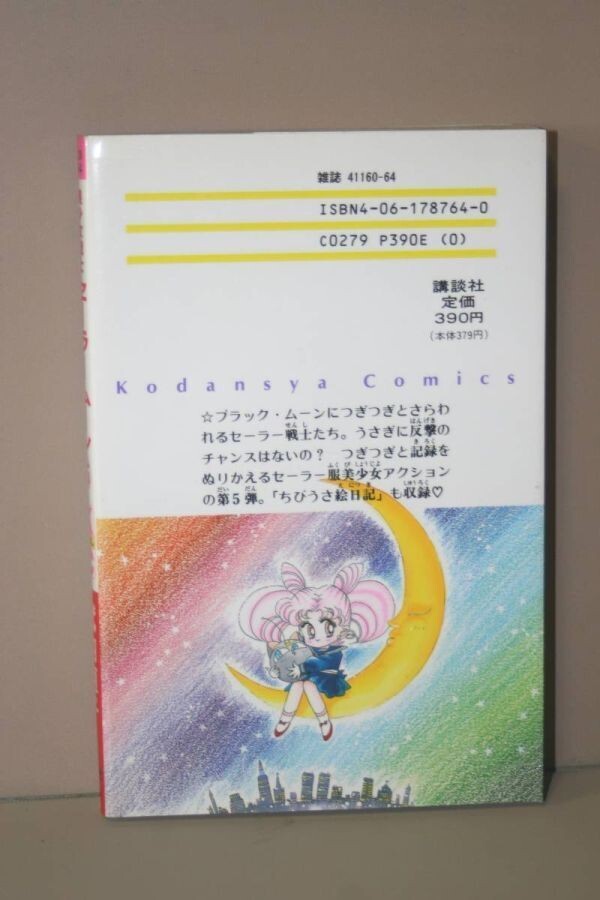 雑誌 41160-64
ISBN4-06-178764-0
C0279 P390E (0)
講談社
定価
390円
(本体379円)
Kodansya Comics
☆ブラック・ムーンにつぎつぎとさらわ
れるセーラー戦士たち。うさぎに反撃の
チャンスはないの? つぎつぎと記録を
ぬりかえるセーラー服美少女アクション
の第5弾。「ちびうさ絵日記」も収録♡